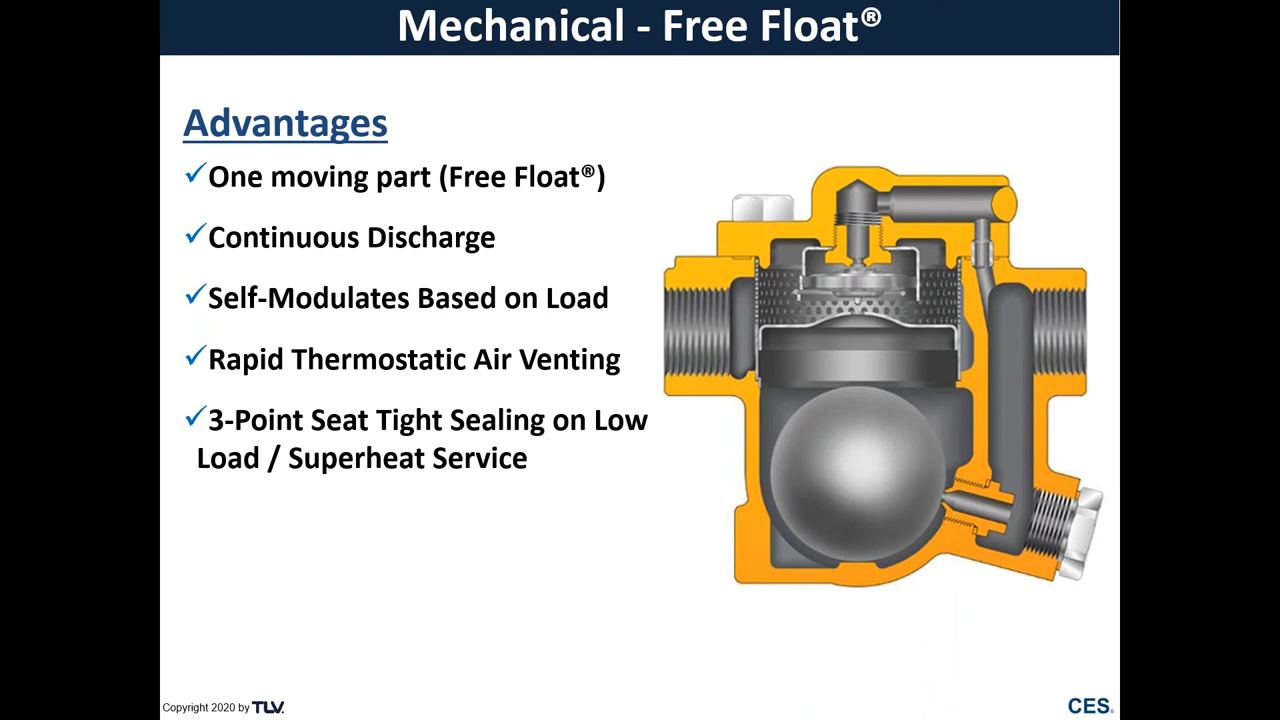 Mechanical - Free Float®
Advantages
✓One moving part (Free Float®)
✓Continuous Discharge
✓Self-Modulates Based on Load
✓Rapid Thermostatic Air Venting
✓3-Point Seat Tight Sealing on Low
Load / Superheat Service
Copyright 2020 by TLV.
CES®